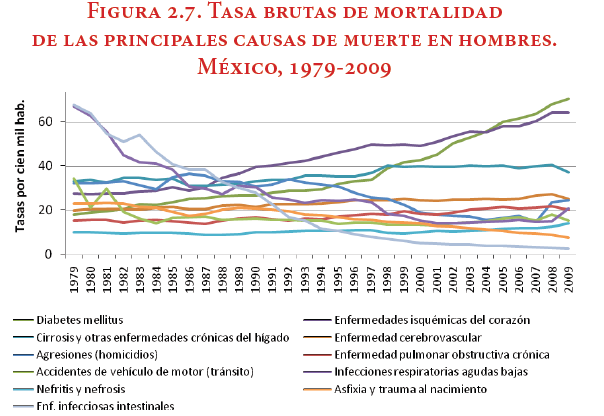 Figura 2.7. Tasa brutas de mortalidad
de las principales causas de muerte en hombres.
México, 1979-2009
Tasas por cien mil hab.
60
40
20
0.
1979 1980 1981 1982 1983 1984 1985 1986 1987 1988 1989 1990 1991 1992 1993 1994 1995 1996 1997 1998 1999 2000 2001 2002 2003 2004 2005 2006 2007 2008 2009
Diabetes mellitus
Enfermedades isquémicas del corazón
Cirrosis y otras enfermedades crónicas del hígado
Enfermedad cerebrovascular
Agresiones (homicidios)
Enfermedad pulmonar obstructiva crónica
Accidentes de vehículo de motor (tránsito)
Infecciones respiratorias agudas bajas
Nefritis y nefrosis
Asfixia y trauma al nacimiento
Enf. infecciosas intestinales